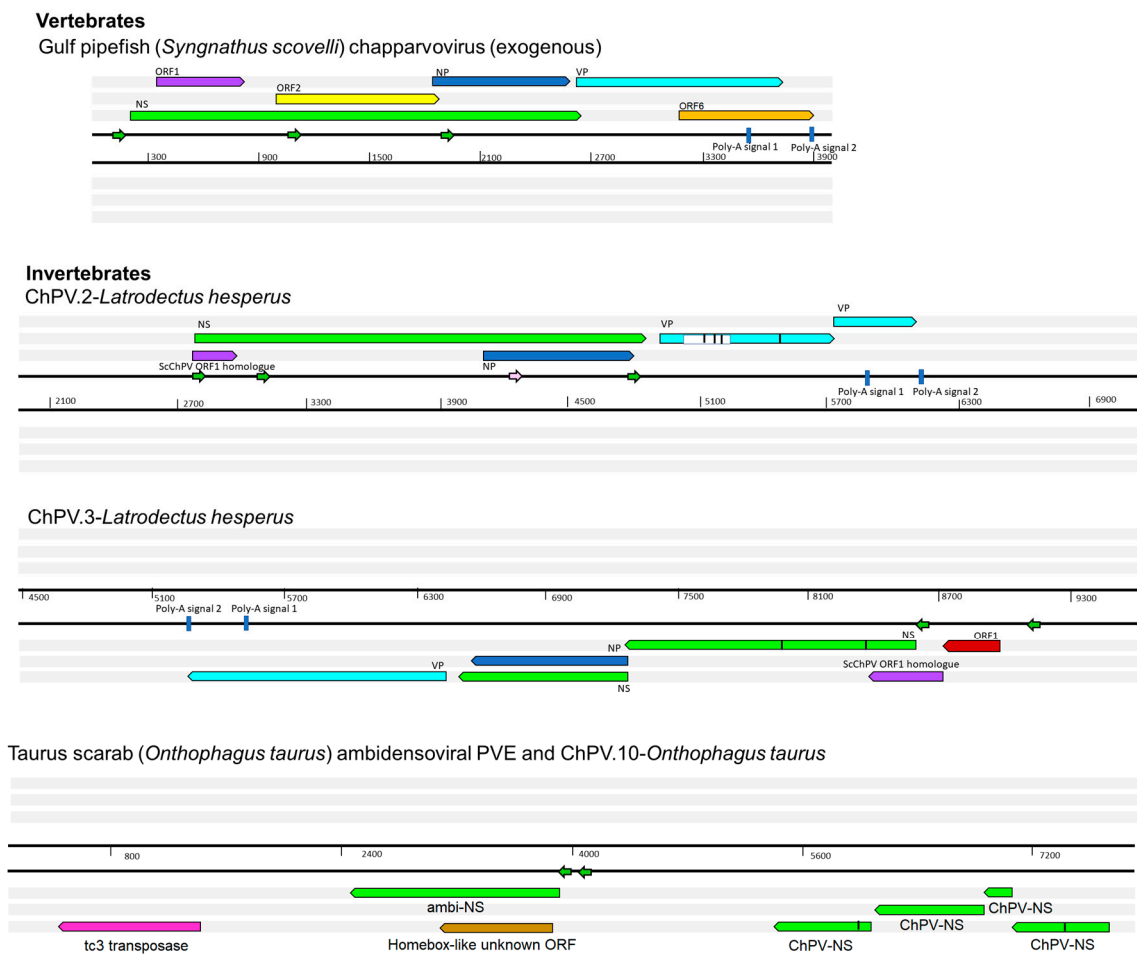 Vertebrates
Gulf pipefish (Syngnathus scovelli) chapparvovirus (exogenous)
ORF1
NP
VP
ORF2
NS
ORF6
Poly-A signal 1
Poly-A signal 2
300 900 1500 2100 2700 3300 3900
Invertebrates
ChPV.2-Latrodectus hesperus
VP
NS
VP
ScChPV ORF1 homologue
NP
Poly-A signal 1
Poly-A signal 2
2100 2700 3300 3900 4500 5100 5700 6300 6900
ChPV.3-Latrodectus hesperus
4500 5100 5700 6300 6900 7500 8100 8700 9300
Poly-A signal 2
Poly-A signal 1
NP
NS
ORF1
VP
ScChPV ORF1 homologue
NS
Taurus scarab (Onthophagus taurus) ambidensoviral PVE and ChPV.10-Onthophagus taurus
800 2400 4000 5600 7200
ambi-NS
ChPV-NS
ChPV-NS
tc3 transposase
Homebox-like unknown ORF
ChPV-NS
ChPV-NS